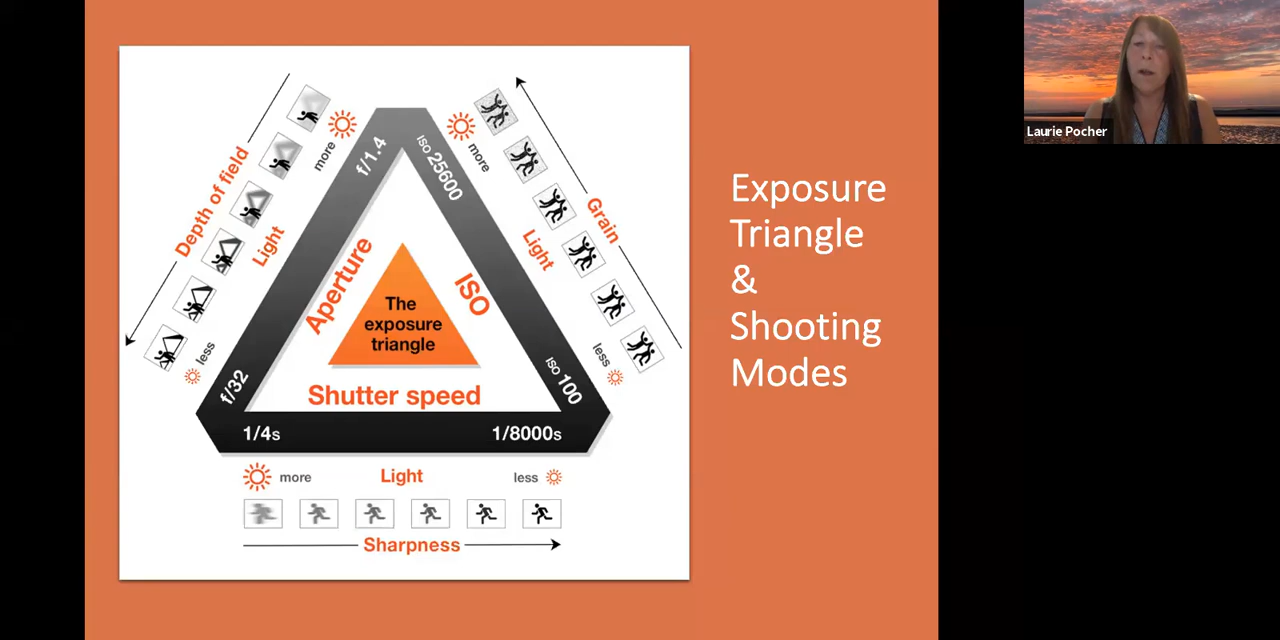 Depth of field
more
Light
less
f/1.4
Aperture
f/32
ISO 25600
ISO
ISO 100
more
Light
less
Grain
The
exposure
triangle
Shutter speed
1/4s
1/8000s
more
Light
less
Sharpness
Exposure
Triangle
&
Shooting
Modes
Laurie Pocher